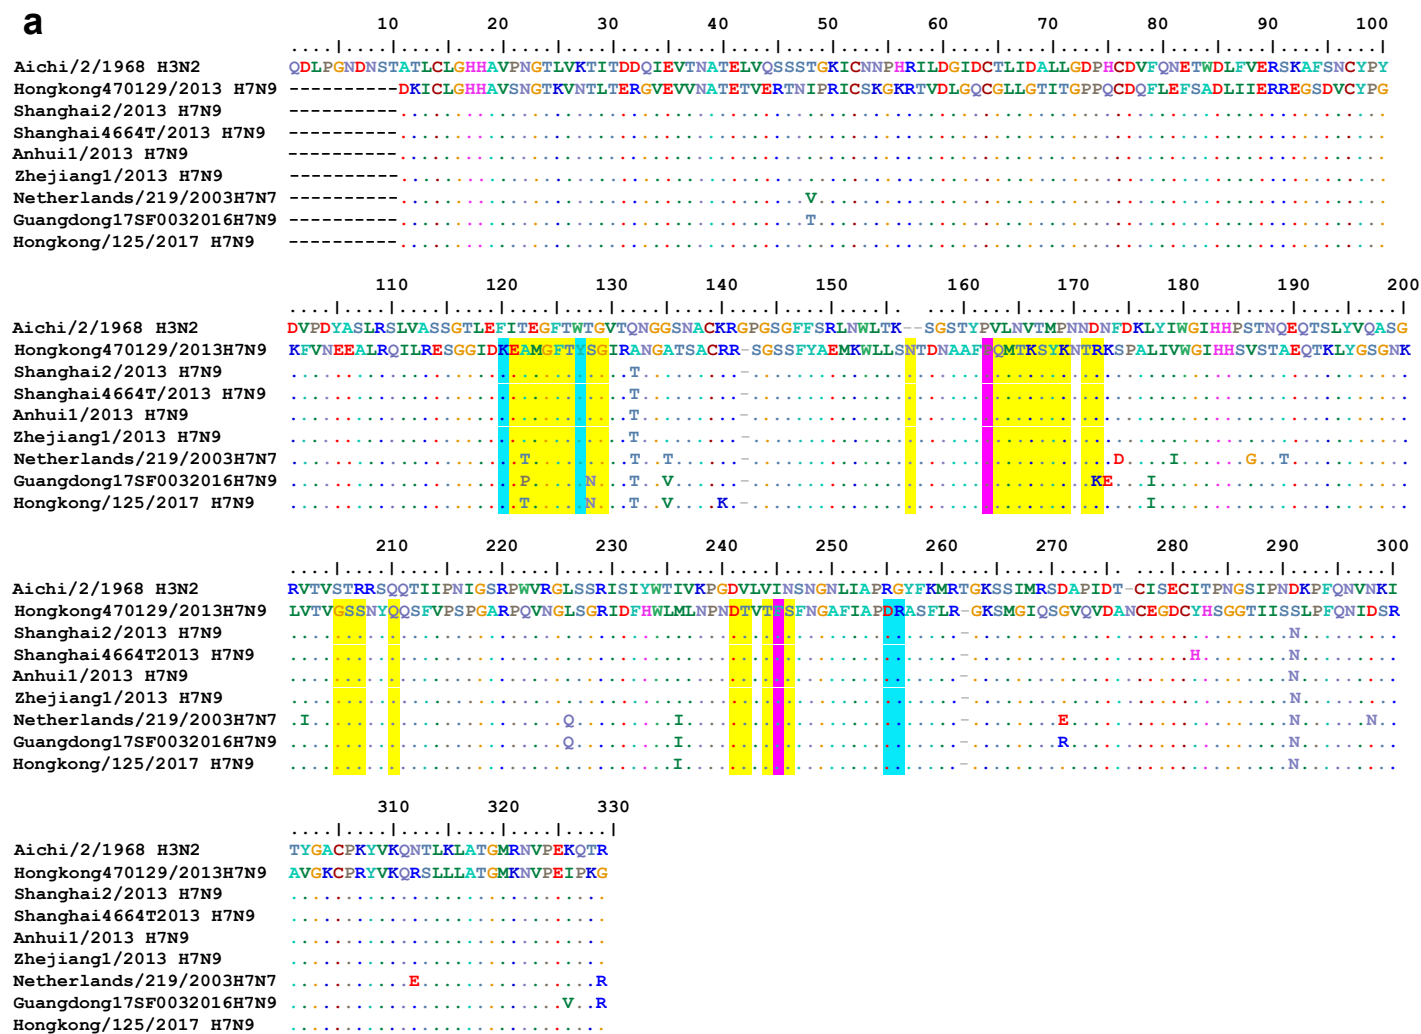 a
10 20 30 40 50 60 70 80 90 100
Aichi/2/1968 H3N2 QDLPGNDNSTATLCLGHHAVPNGTLVKTITDDQIEVTNATELVQSSSTGKICNNPHRILDGIDCTLIDALLGDPHCDVFQNETWDLFVERSKAFSNCYPY
Hongkong470129/2013 H7N9 ----------DKICLGHHAVSNGTKVNTLTERGVEVVNATETVERTNIPRICSKGKRTVDLGQCGLLGTITGPPQCDQFLEFSADLIIERREGSDVCYPG
Shanghai2/2013 H7N9 ----------..........................................................................................
Shanghai4664T/2013 H7N9 ----------..........................................................................................
Anhui1/2013 H7N9 ----------..........................................................................................
Zhejiang1/2013 H7N9 ----------..........................................................................................
Netherlands/219/2003H7N7 ----------.....................................V....................................................
Guangdong17SF0032016H7N9 ----------.....................................T....................................................
Hongkong/125/2017 H7N9 ----------..........................................................................................
110 120 130 140 150 160 170 180 190 200
Aichi/2/1968 H3N2 DVPDYASLRSLVASSGTLEFITEGFTWTGVTQNGGSNACKRGPGSGFFSRLNWLTK--SGSTYPVLNVTMPNNDNFDKLYIWGIHHPSTNQEQTSLYVQASG
Hongkong470129/2013H7N9 KFVNEEALRQILRESGGIDKEAMGFTYSGIRANGATSACRR-SGSSFYAEMKWLLSNTDNAAFPQMTKSYKNTRKSPALIVWGIHHSVSTAEQTKLYGSGNK
Shanghai2/2013 H7N9 ...............................T.........-............................................................
Shanghai4664T/2013 H7N9 ...............................T.........-............................................................
Anhui1/2013 H7N9 ...............................T.........-............................................................
Zhejiang1/2013 H7N9 ...............................T.........-............................................................
Netherlands/219/2003H7N7 .....................T.........T..T......-.................................D....I......G..T...........
Guangdong17SF0032016H7N9 .....................P.....N...T..V......-...............................KE...I.......................
Hongkong/125/2017 H7N9 .....................T.....N...T..V....K.-....................................I.......................
210 220 230 240 250 260 270 280 290 300
Aichi/2/1968 H3N2 RVTVSTRRSQQTIIPNIGSRPWVRGLSSRISIYWTIVKPGDVLVINSNGNLIAPRGYFKMRTGKSSIMRSDAPIDT-CISECITPNGSIPNDKPFQNVNKI
Hongkong470129/2013H7N9 LVTVGSSNYQQSFVPSPGARPQVNGLSGRIDFHWLMLNPNDTVTFSFNGAFIAPDRASFLR-GKSMGIQSGVQVDANCEGDCYHSGGTIISSLPFQNIDSR
Shanghai2/2013 H7N9 .............................................................-.............................N.........
Shanghai4664T2013 H7N9 .............................................................-....................H........N.........
Anhui1/2013 H7N9 .............................................................-.............................N.........
Zhejiang1/2013 H7N9 .............................................................-.............................N.........
Netherlands/219/2003H7N7 .I.......................Q.........I.........................-........E....................N......N..
Guangdong17SF0032016H7N9 .........................Q.........I.........................-........R....................N.........
Hongkong/125/2017 H7N9 ...................................I.........................-.............................N.........
310 320 330
Aichi/2/1968 H3N2 TYGACPKYVKQNTLKLATGMRNVPEKQTR
Hongkong470129/2013H7N9 AVGKCPRYVKQRSLLLATGMKNVPEIPKG
Shanghai2/2013 H7N9 .............................
Shanghai4664T2013 H7N9 .............................
Anhui1/2013 H7N9 .............................
Zhejiang1/2013 H7N9 .............................
Netherlands/219/2003H7N7 ...........E................R
Guangdong17SF0032016H7N9 .........................V..R
Hongkong/125/2017 H7N9 .............................